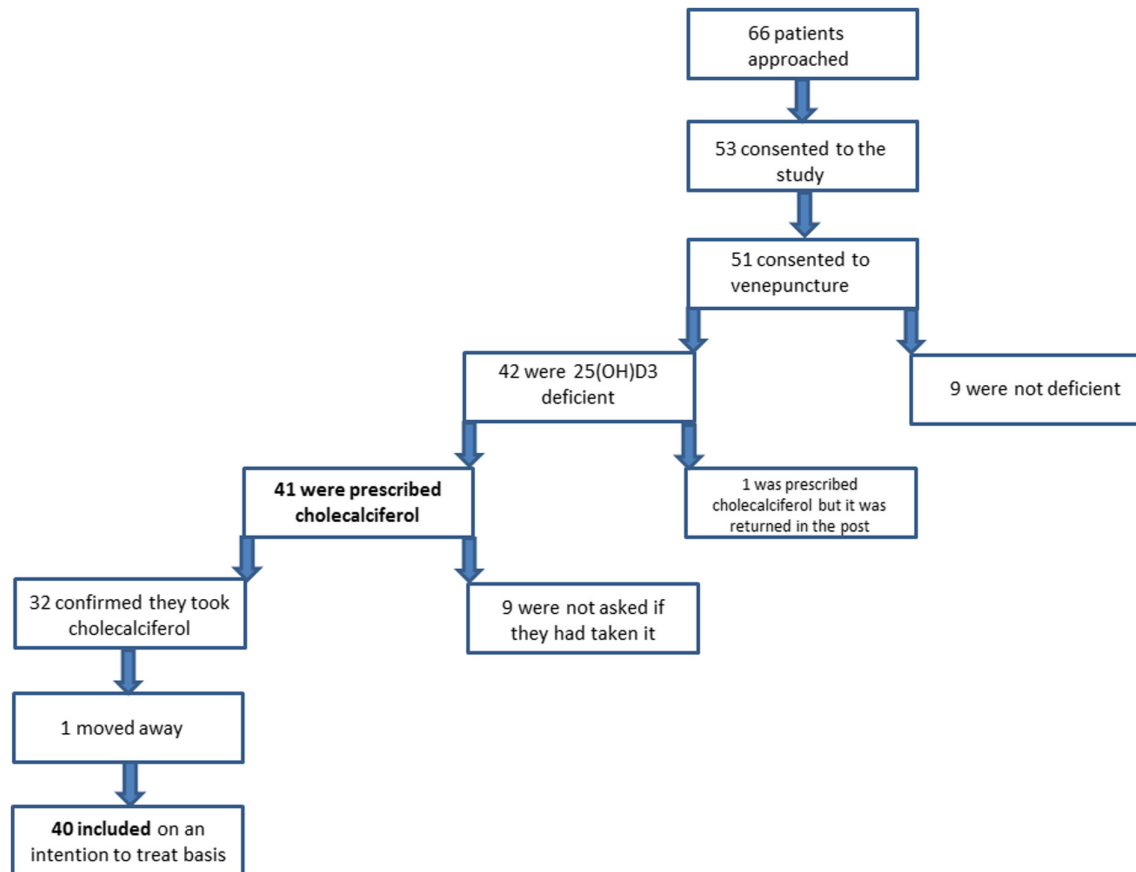 66 patients
approached
53 consented to the
study
51 consented to
venepuncture
42 were 25(OH)D3
deficient
9 were not deficient
41 were prescribed
cholecalciferol
1 was prescribed
cholecalciferol but it was
returned in the post
32 confirmed they took
cholecalciferol
9 were not asked if
they had taken it
1 moved away
40 included on an
intention to treat basis